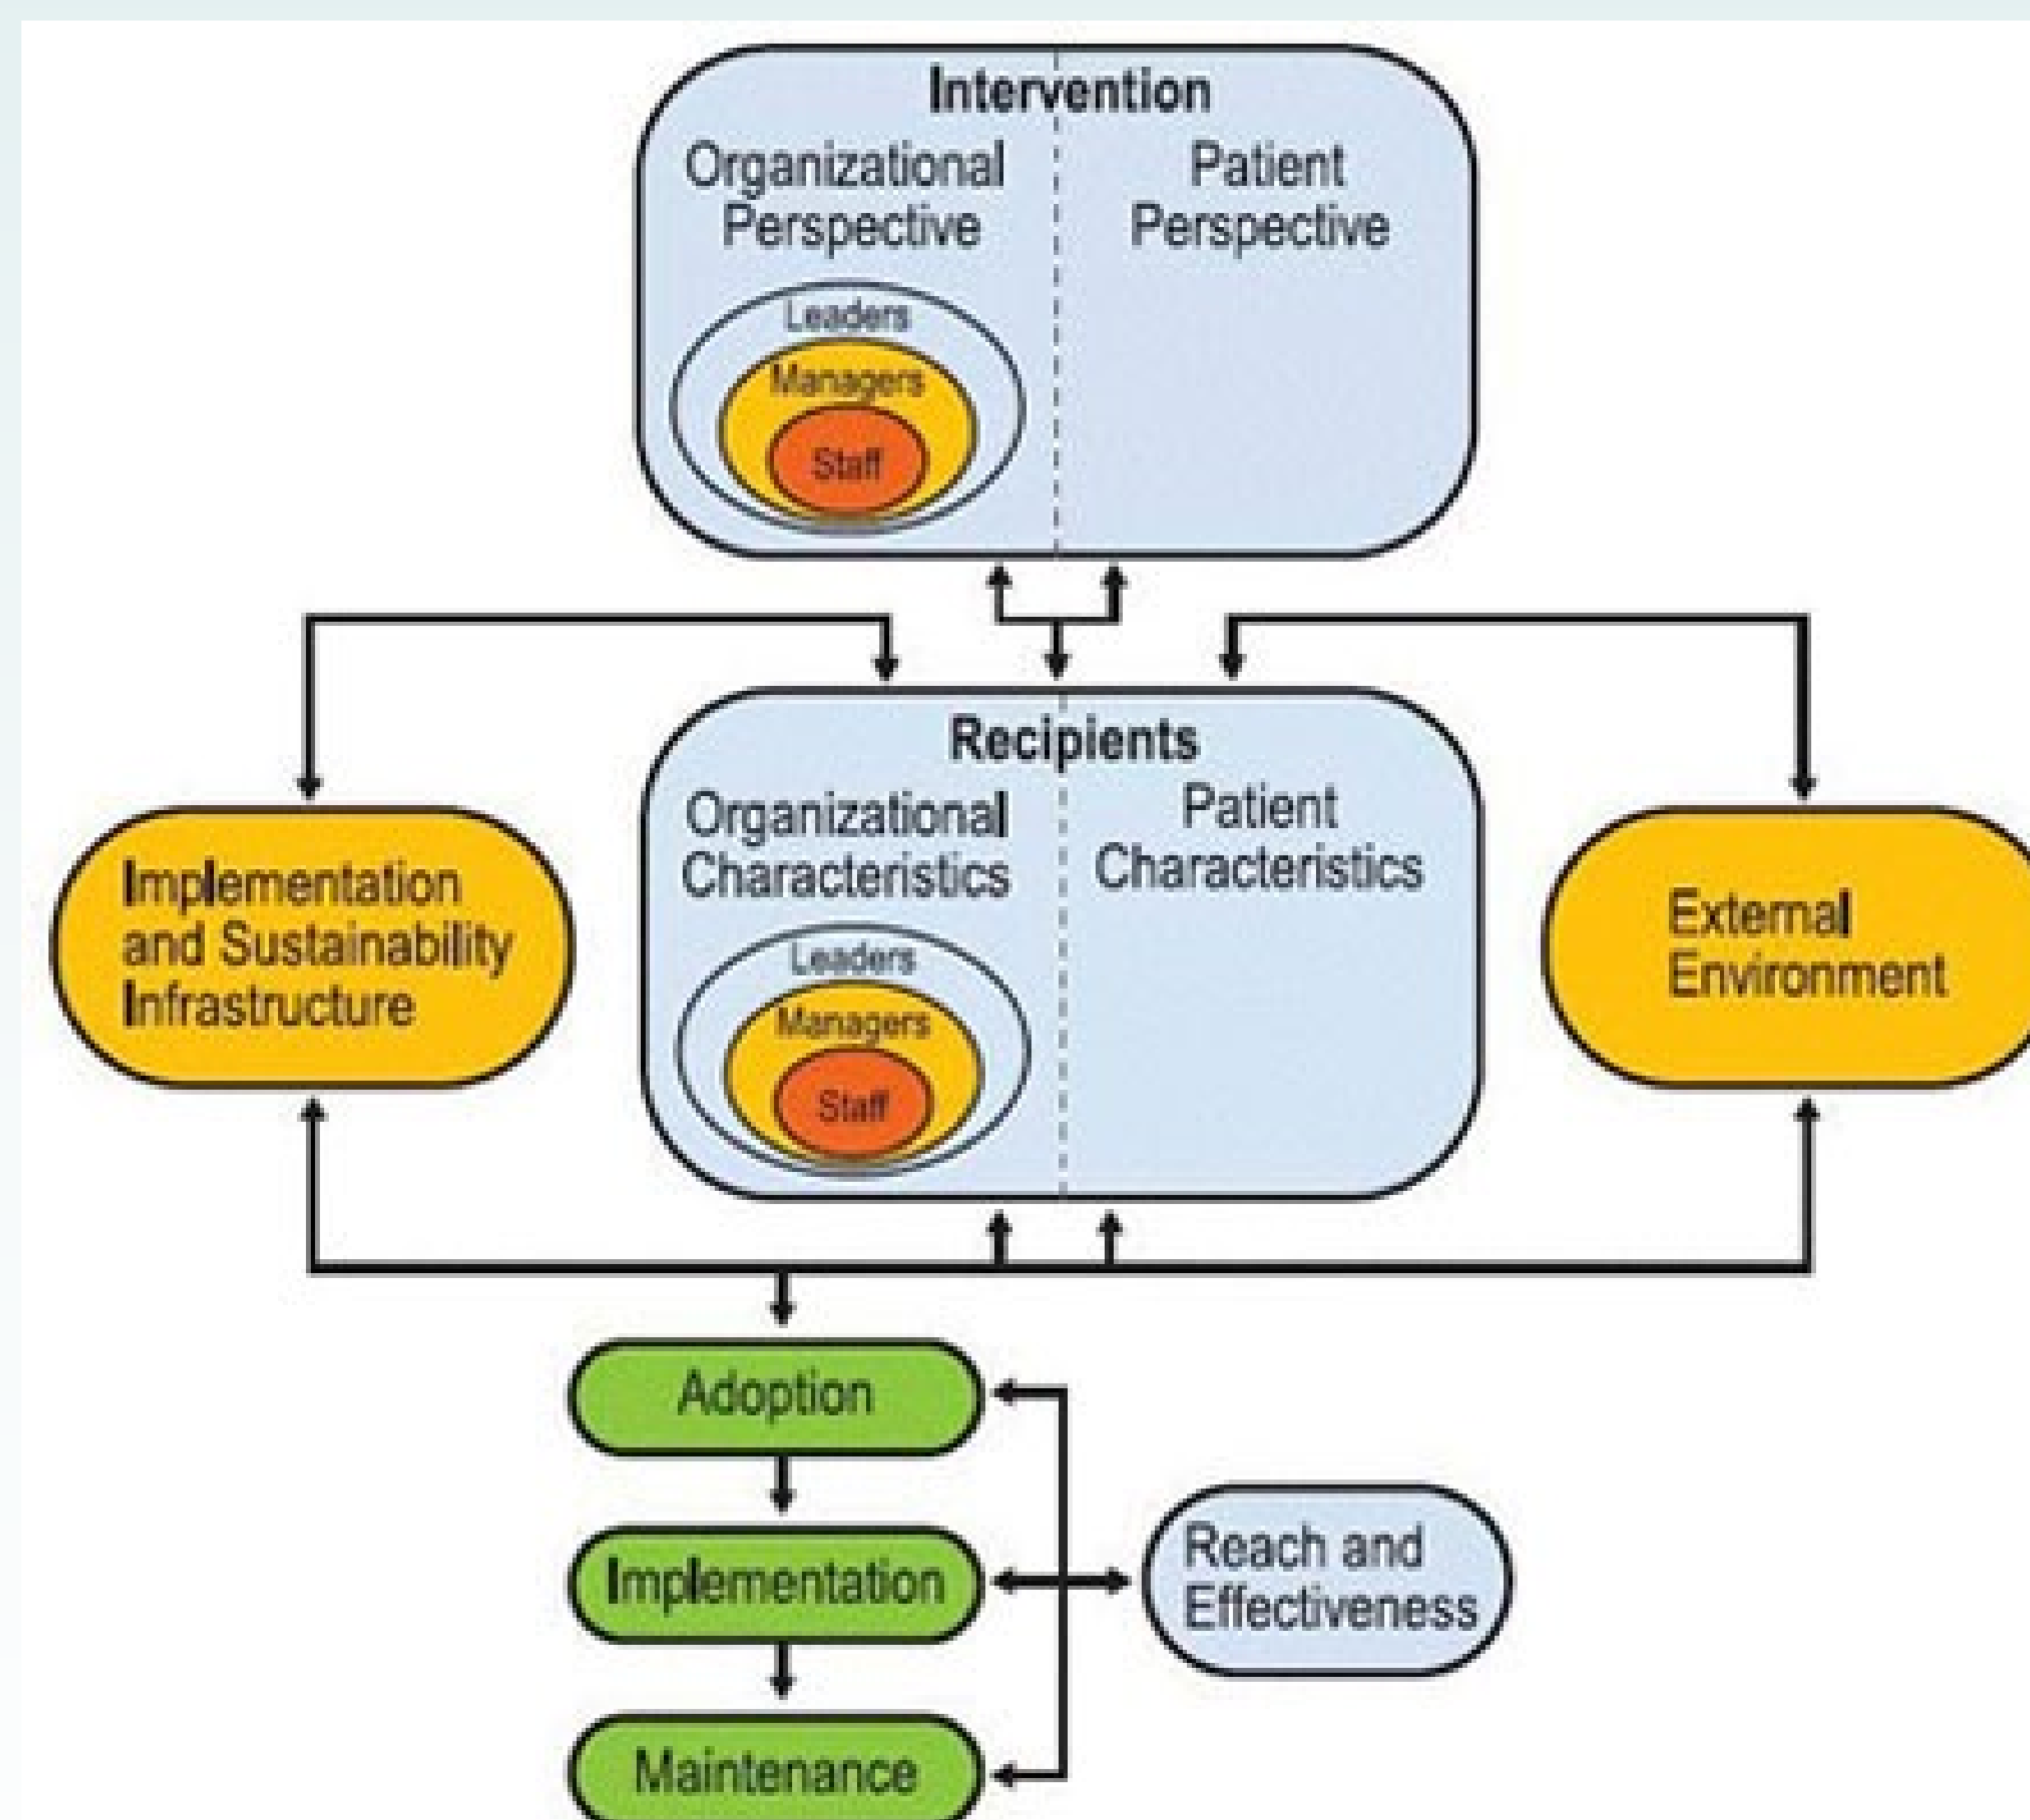 Intervention
Organizational
Perspective
Patient
Perspective
Leaders
Managers
Staff
Recipients
Organizational
Characteristics
Patient
Characteristics
Leaders
Managers
Staff
Implementation
and Sustainability
Infrastructure
External
Environment
Adoption
Implementation
Maintenance
Reach and
Effectiveness